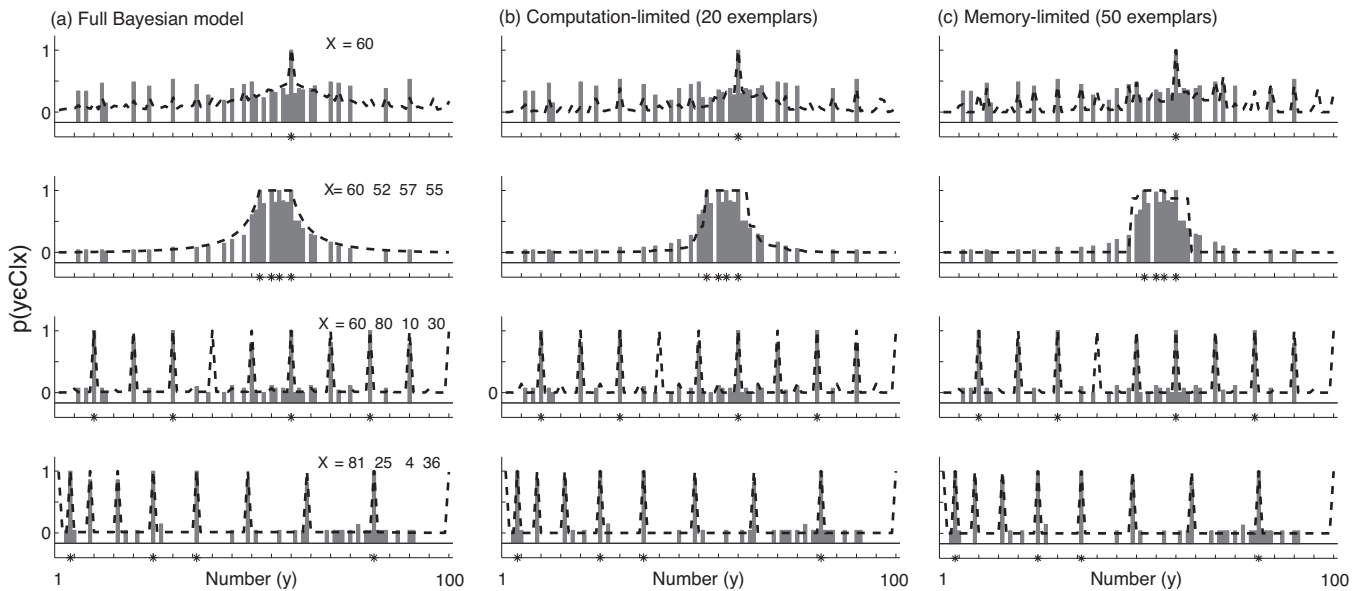 (a) Full Bayesian model
(b) Computation-limited (20 exemplars)
(c) Memory-limited (50 exemplars)
p(yϵC|x)
1
0
X = 60
1
0
X= 60 52 57 55
1
0
X = 60 80 10 30
0
1
0
X = 81 25 4 36
1 Number (y) 100
1 Number (y) 100
1 Number (y) 100